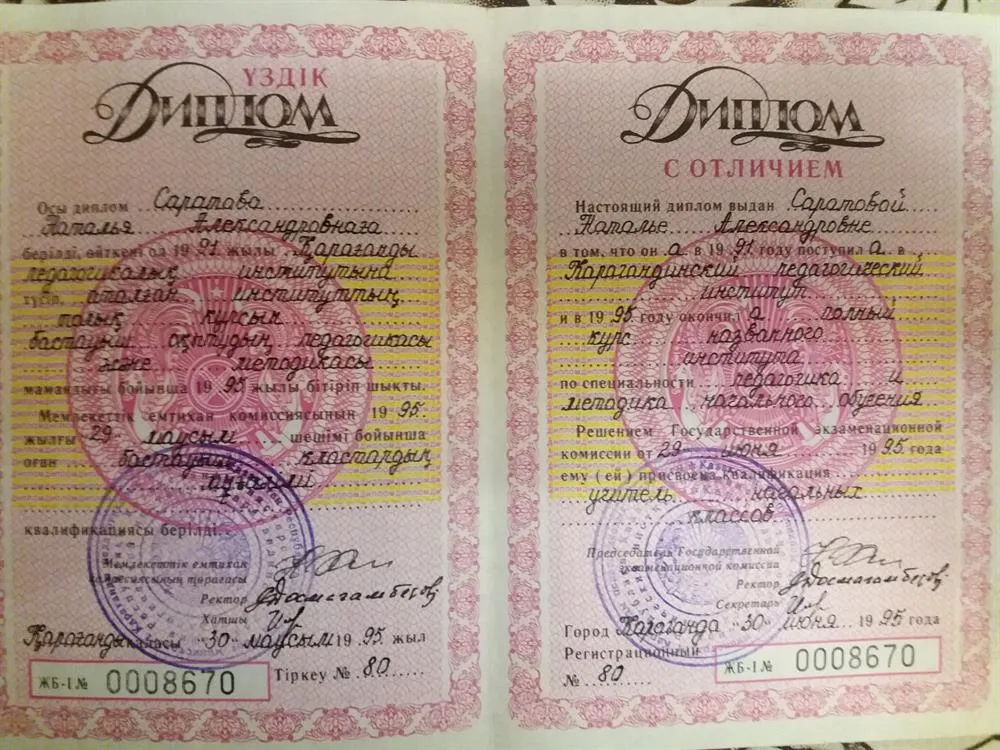 ҮЗДІК
ДИПЛОМ
Осы диплом Саратова
Наталья Александровнаға
берілді, өйткені ол 1991 жылы Қарағанды
педагогикалық институтына
түсіп, аталған институттың
толық курсын
бастауыш оқытудың педагогикасы
және методикасы
мамандығы бойынша 1995 жылы бітіріп шықты.
Мемлекеттік емтихан комиссиясының 1995
жылғы 29 маусым шешімі бойынша
оған бастауыш кластардың
мұғалімі
квалификациясы берілді.
Мемлекеттік емтихан
комиссиясының төрағасы
Ректор Досмагамбетов
Хатшы
Қарағанды қаласы "30" маусым 1995 жыл
ЖБ-I № 0008670 Тіркеу № 80
ДИПЛОМ
С ОТЛИЧИЕМ
Настоящий диплом выдан Саратовой
Наталье Александровне
в том, что он а в 1991 году поступил а в
Карагандинский педагогический
институт
и в 1995 году окончил а полный
курс названного
института
по специальности педагогика и
методика начального обучения
Решением Государственной экзаменационной
комиссии от 29 июня 1995 года
ему (ей) присвоена квалификация
учитель начальных
классов
Председатель Государственной
экзаменационной комиссии
Ректор Досмагамбетов
Секретарь
Город Караганда "30" июня 1995 года
Регистрационный
№ 80 ЖБ-I № 0008670